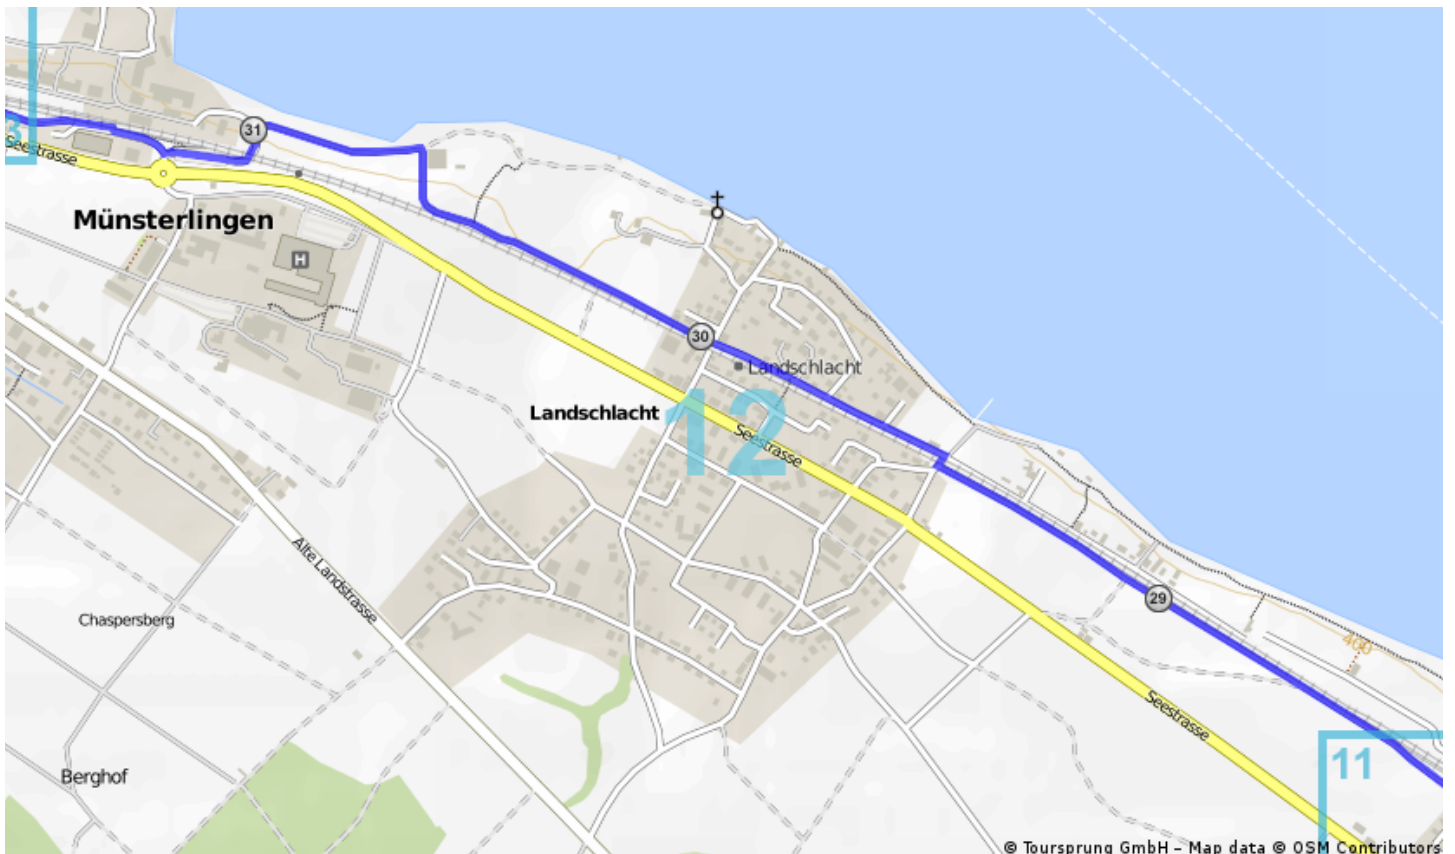 31
3
Seestrasse
Münsterlingen
H
30
Landschlacht
Landschlacht
12
Seestrasse
Alte Landstrasse
29
Chaspersberg
400
Seestrasse
11
Berghof
© Toursprung GmbH – Map data © OSM Contributors